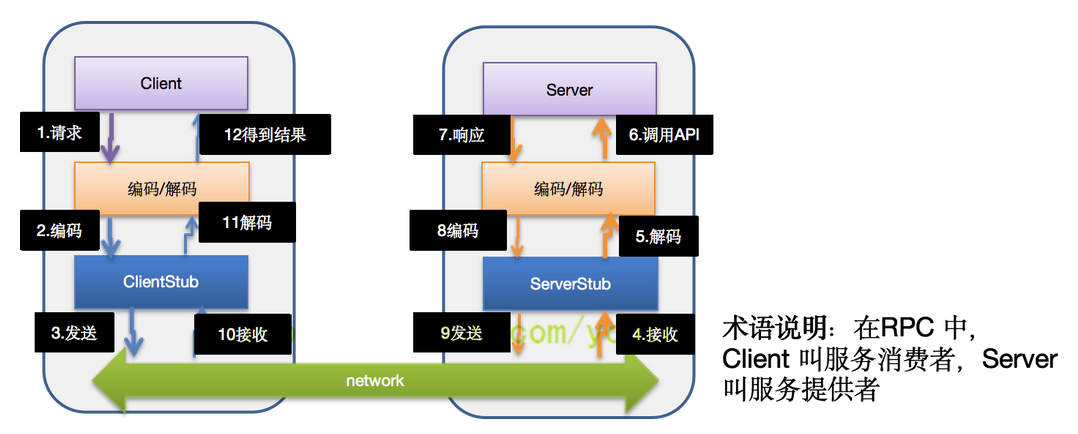 Client
Server
1.请求
12得到结果
7.响应
6.调用API
编码/解码
编码/解码
2.编码
11解码
8编码
5.解码
ClientStub
ServerStub
3.发送
10接收
9发送
.com/yo
4.接收
network
术语说明：在RPC 中，
Client 叫服务消费者，Server
叫服务提供者